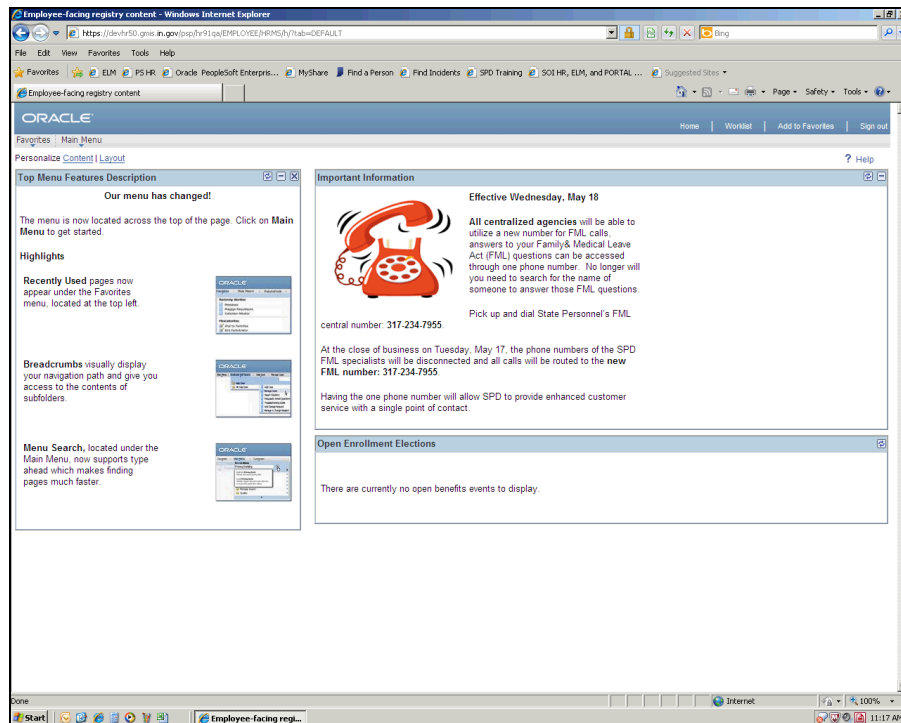 Employee-facing registry content - Windows Internet Explorer
https://devhr50.gmis.in.gov/psp/hr91qa/EMPLOYEE/HRMS/h/?tab=DEFAULT
Bing
File Edit View Favorites Tools Help
Favorites ELM PS HR Oracle PeopleSoft Enterpris... MyShare Find a Person Find Incidents SPD Training SOI HR, ELM, and PORTAL ... Suggested Sites
Employee-facing registry content
Page Safety Tools
ORACLE
Home | Worklist | Add to Favorites | Sign out
Favorites Main Menu
Personalize Content | Layout
? Help
Top Menu Features Description
Our menu has changed!
The menu is now located across the top of the page. Click on Main
Menu to get started.
Highlights
Recently Used pages now
appear under the Favorites
menu, located at the top left.
ORACLE
Breadcrumbs visually display
your navigation path and give you
access to the contents of
subfolders.
ORACLE
Menu Search, located under the
Main Menu, now supports type
ahead which makes finding
pages much faster.
ORACLE
Important Information
Effective Wednesday, May 18
All centralized agencies will be able to
utilize a new number for FML calls,
answers to your Family& Medical Leave
Act (FML) questions can be accessed
through one phone number. No longer will
you need to search for the name of
someone to answer those FML questions.
Pick up and dial State Personnel's FML
central number: 317-234-7955.
At the close of business on Tuesday, May 17, the phone numbers of the SPD
FML specialists will be disconnected and all calls will be routed to the new
FML number: 317-234-7955.
Having the one phone number will allow SPD to provide enhanced customer
service with a single point of contact.
Open Enrollment Elections
There are currently no open benefits events to display.
Done
Internet
100%
Start
Employee-facing regi...
11:17 AM